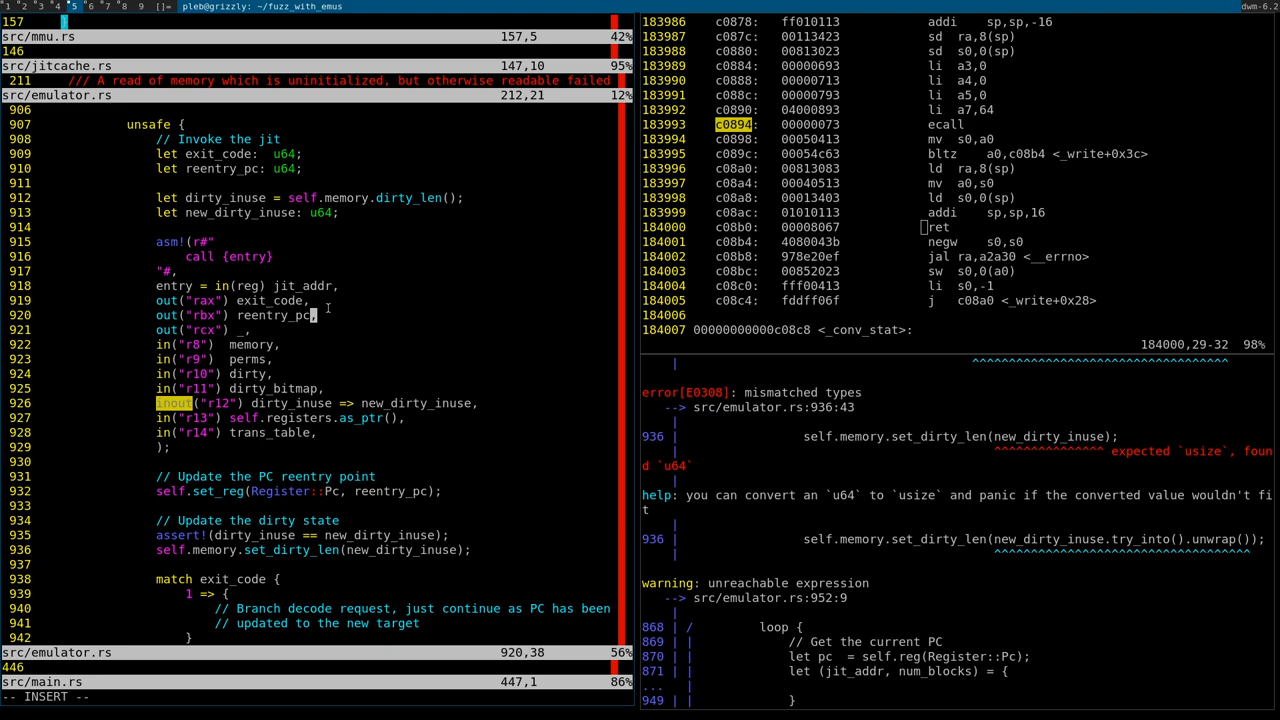 1 2 3 4 5 6 7 8 9 []= pleb@grizzly: ~/fuzz_with_emus dwm-6.2
157 }
src/mmu.rs 157,5 42%
146
src/jitcache.rs 147,10 95%
211 /// A read of memory which is uninitialized, but otherwise readable failed
src/emulator.rs 212,21 12%
906
907 unsafe {
908 // Invoke the jit
909 let exit_code: u64;
910 let reentry_pc: u64;
911
912 let dirty_inuse = self.memory.dirty_len();
913 let new_dirty_inuse: u64;
914
915 asm!(r#"
916 call {entry}
917 "#,
918 entry = in(reg) jit_addr,
919 out("rax") exit_code,
920 out("rbx") reentry_pc,
921 out("rcx") _,
922 in("r8") memory,
923 in("r9") perms,
924 in("r10") dirty,
925 in("r11") dirty_bitmap,
926 inout("r12") dirty_inuse => new_dirty_inuse,
927 in("r13") self.registers.as_ptr(),
928 in("r14") trans_table,
929 );
930
931 // Update the PC reentry point
932 self.set_reg(Register::Pc, reentry_pc);
933
934 // Update the dirty state
935 assert!(dirty_inuse == new_dirty_inuse);
936 self.memory.set_dirty_len(new_dirty_inuse);
937
938 match exit_code {
939 1 => {
940 // Branch decode request, just continue as PC has been
941 // updated to the new target
942 }
src/emulator.rs 920,38 56%
446
src/main.rs 447,1 86%
-- INSERT --
183986 c0878: ff010113 addi sp,sp,-16
183987 c087c: 00113423 sd ra,8(sp)
183988 c0880: 00813023 sd s0,0(sp)
183989 c0884: 00000693 li a3,0
183990 c0888: 00000713 li a4,0
183991 c088c: 00000793 li a5,0
183992 c0890: 04000893 li a7,64
183993 c0894: 00000073 ecall
183994 c0898: 00050413 mv s0,a0
183995 c089c: 00054c63 bltz a0,c08b4 <_write+0x3c>
183996 c08a0: 00813083 ld ra,8(sp)
183997 c08a4: 00040513 mv a0,s0
183998 c08a8: 00013403 ld s0,0(sp)
183999 c08ac: 01010113 addi sp,sp,16
184000 c08b0: 00008067 ret
184001 c08b4: 4080043b negw s0,s0
184002 c08b8: 978e20ef jal ra,a2a30 <__errno>
184003 c08bc: 00852023 sw s0,0(a0)
184004 c08c0: fff00413 li s0,-1
184005 c08c4: fddff06f j c08a0 <_write+0x28>
184006
184007 00000000000c08c8 <_conv_stat>:
184000,29-32 98%
| ^^^^^^^^^^^^^^^^^^^^^^^^^^^^^^^^^^^
error[E0308]: mismatched types
--> src/emulator.rs:936:43
|
936 | self.memory.set_dirty_len(new_dirty_inuse);
| ^^^^^^^^^^^^^^^ expected `usize`, foun
d `u64`
|
help: you can convert an `u64` to `usize` and panic if the converted value wouldn't fi
t
|
936 | self.memory.set_dirty_len(new_dirty_inuse.try_into().unwrap());
| ^^^^^^^^^^^^^^^^^^^^^^^^^^^^^^^^^^^
warning: unreachable expression
--> src/emulator.rs:952:9
|
868 | / loop {
869 | | // Get the current PC
870 | | let pc = self.reg(Register::Pc);
871 | | let (jit_addr, num_blocks) = {
... |
949 | | }